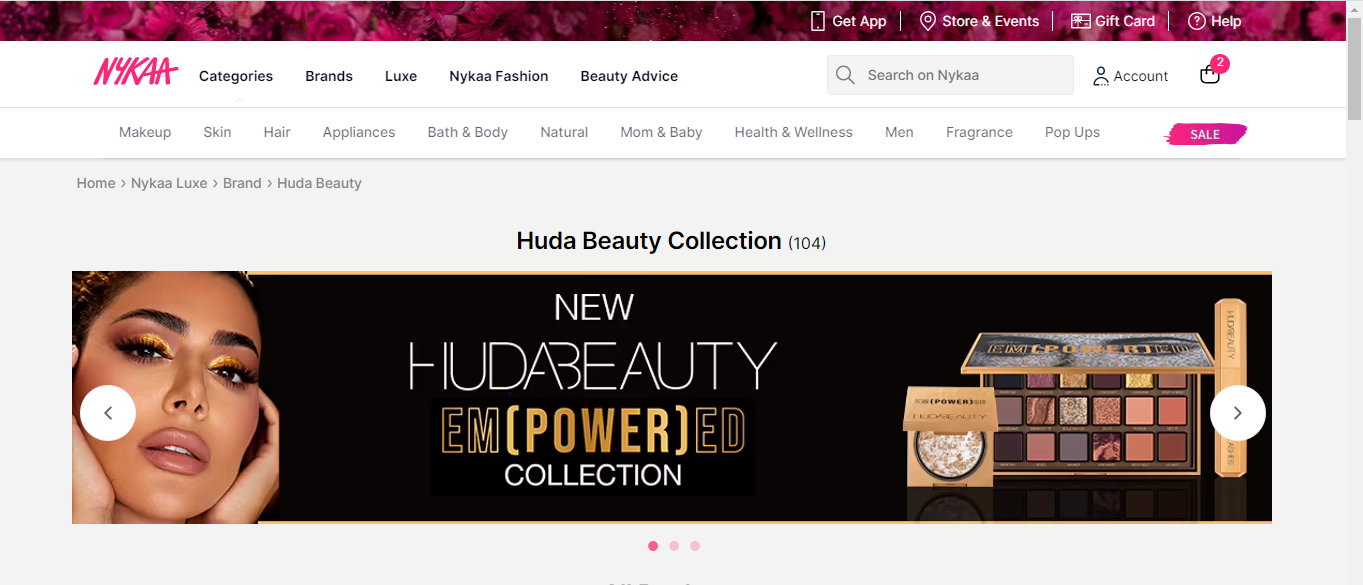 Get App
Store & Events
Gift Card
Help
NYKAA
Categories
Brands
Luxe
Nykaa Fashion
Beauty Advice
Search on Nykaa
Account
2
Makeup
Skin
Hair
Appliances
Bath & Body
Natural
Mom & Baby
Health & Wellness
Men
Fragrance
Pop Ups
SALE
Home › Nykaa Luxe › Brand › Huda Beauty
Huda Beauty Collection (104)
NEW
HUDABEAUTY
EM(POWER)ED
COLLECTION
EM(POWER)ED
HUDABEAUTY
EM(POWER)ED
HUDABEAUTY